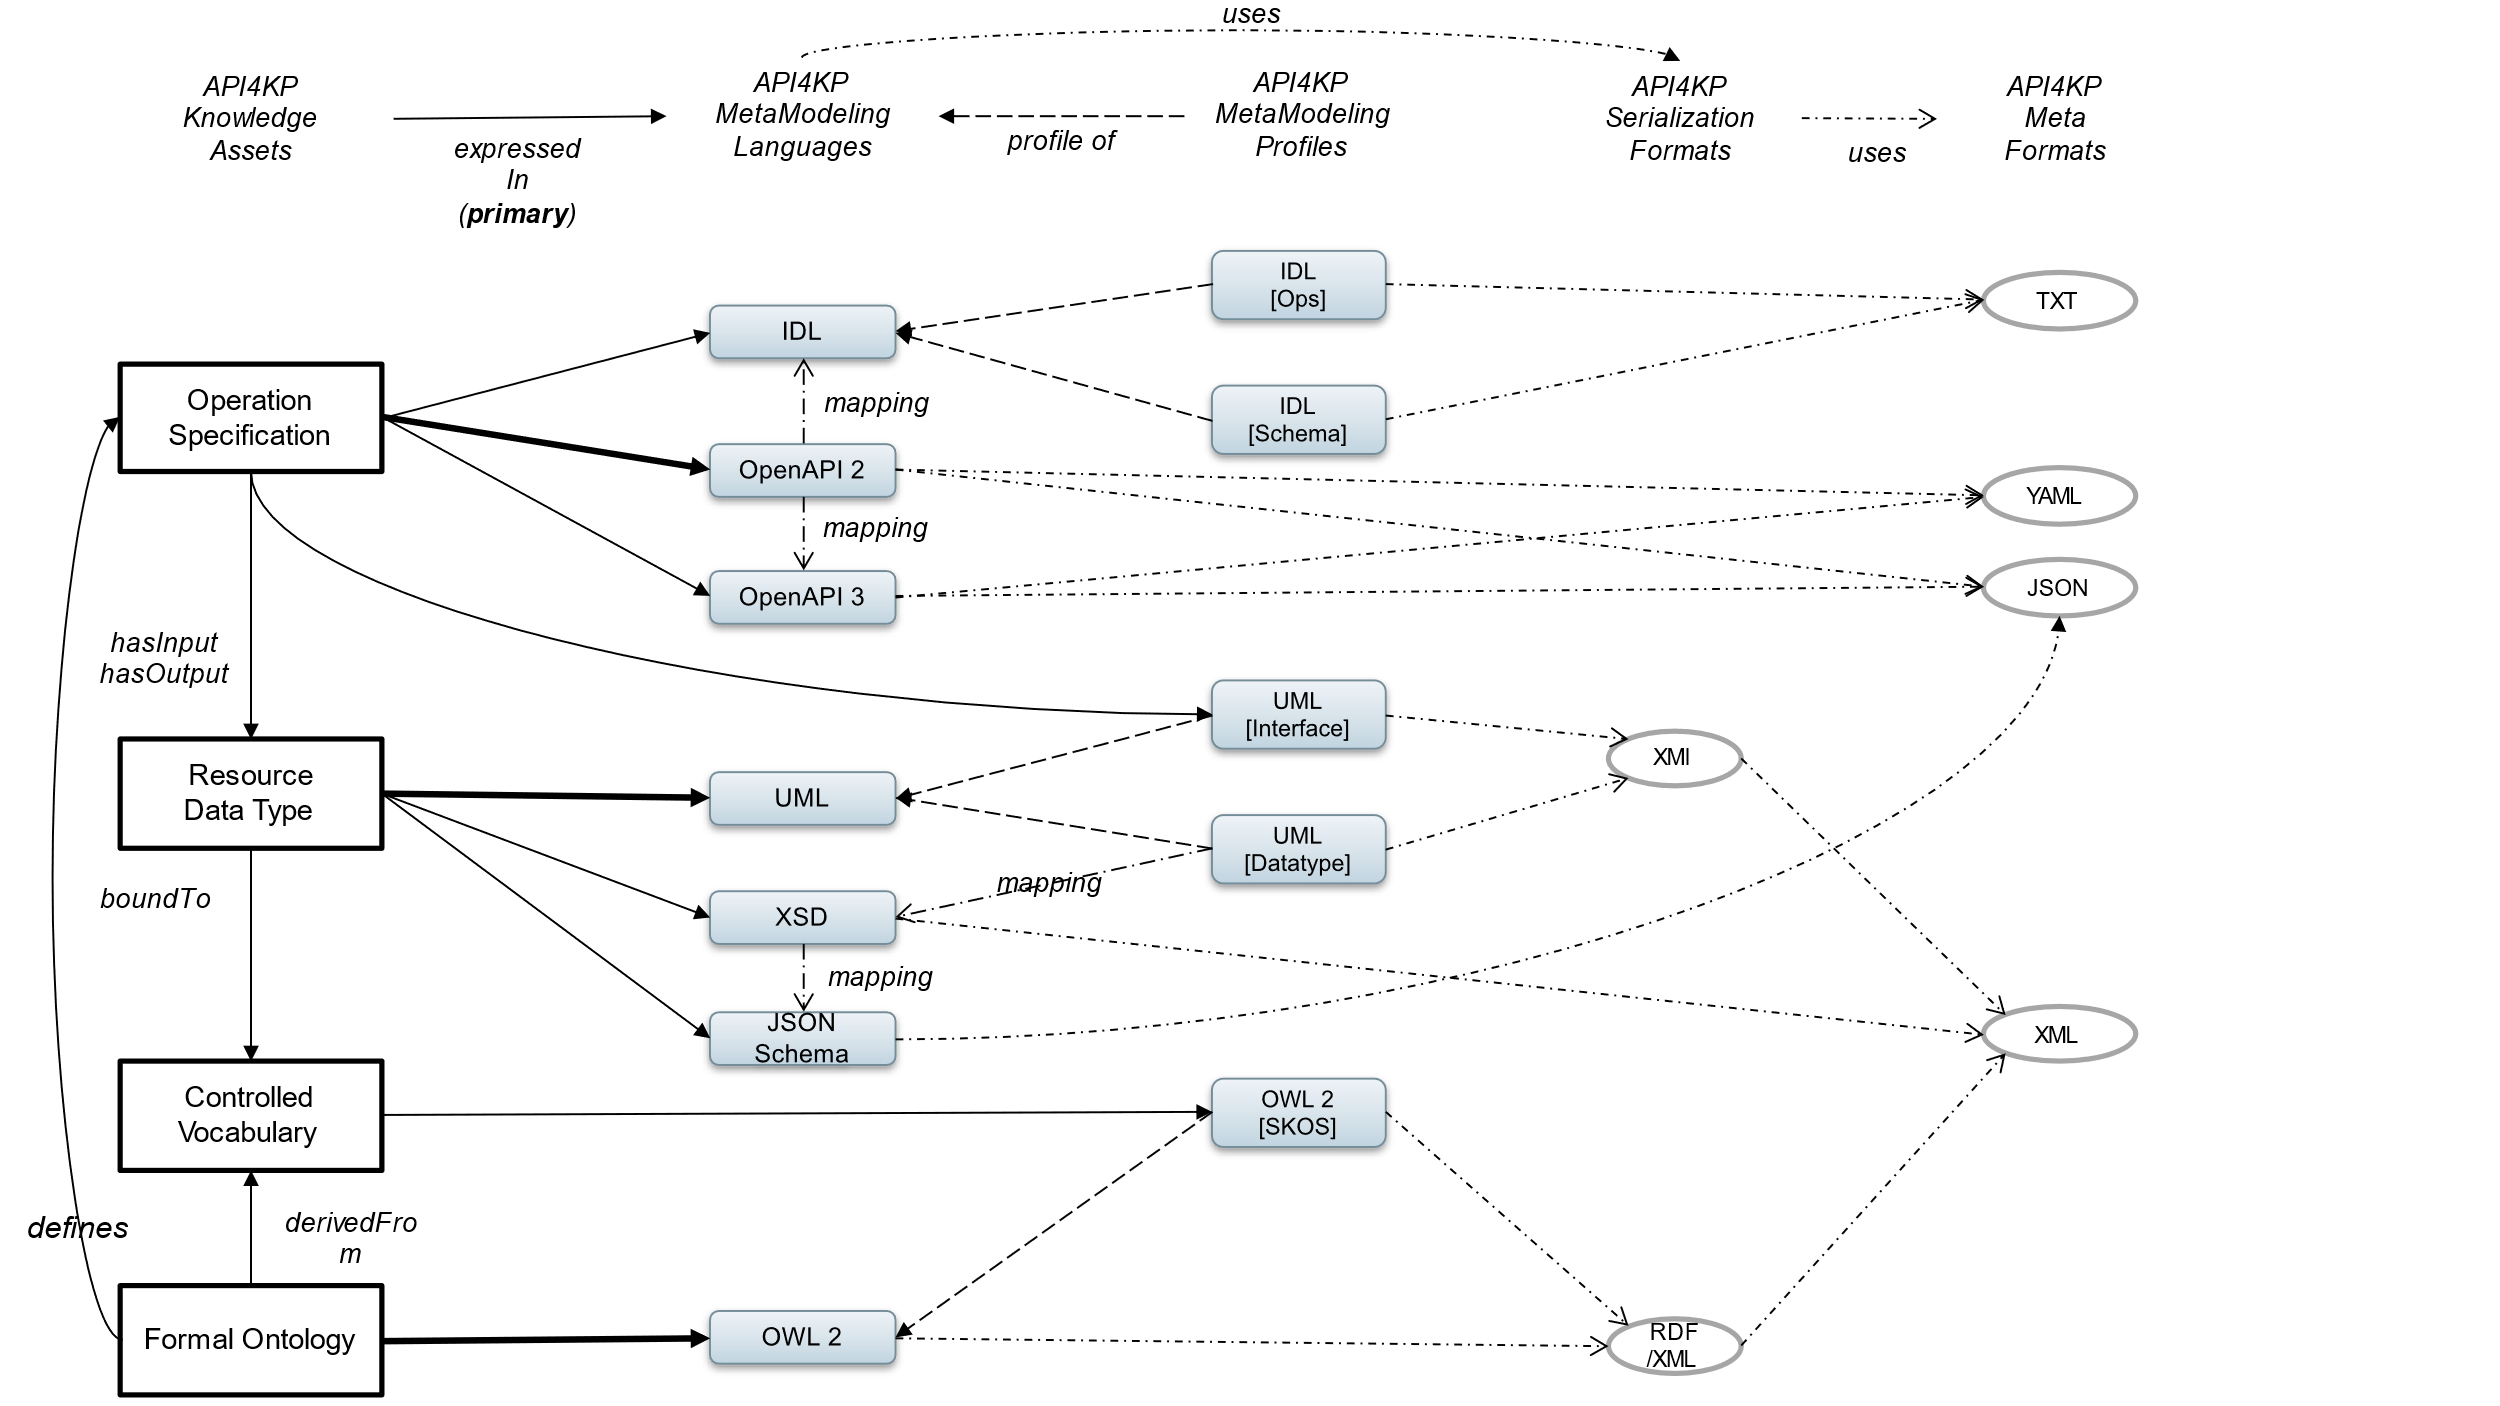 uses
API4KP
Knowledge
Assets
expressed
In
(primary)
API4KP
MetaModeling
Languages
profile of
API4KP
MetaModeling
Profiles
API4KP
Serialization
Formats
uses
API4KP
Meta
Formats
IDL
[Ops]
TXT
IDL
Operation
Specification
mapping
IDL
[Schema]
OpenAPI 2
YAML
mapping
OpenAPI 3
JSON
hasInput
hasOutput
UML
[Interface]
Resource
Data Type
UML
XMI
UML
[Datatype]
mapping
boundTo
XSD
mapping
JSON
Schema
XML
Controlled
Vocabulary
OWL 2
[SKOS]
defines
derivedFro
m
Formal Ontology
OWL 2
RDF
/XML